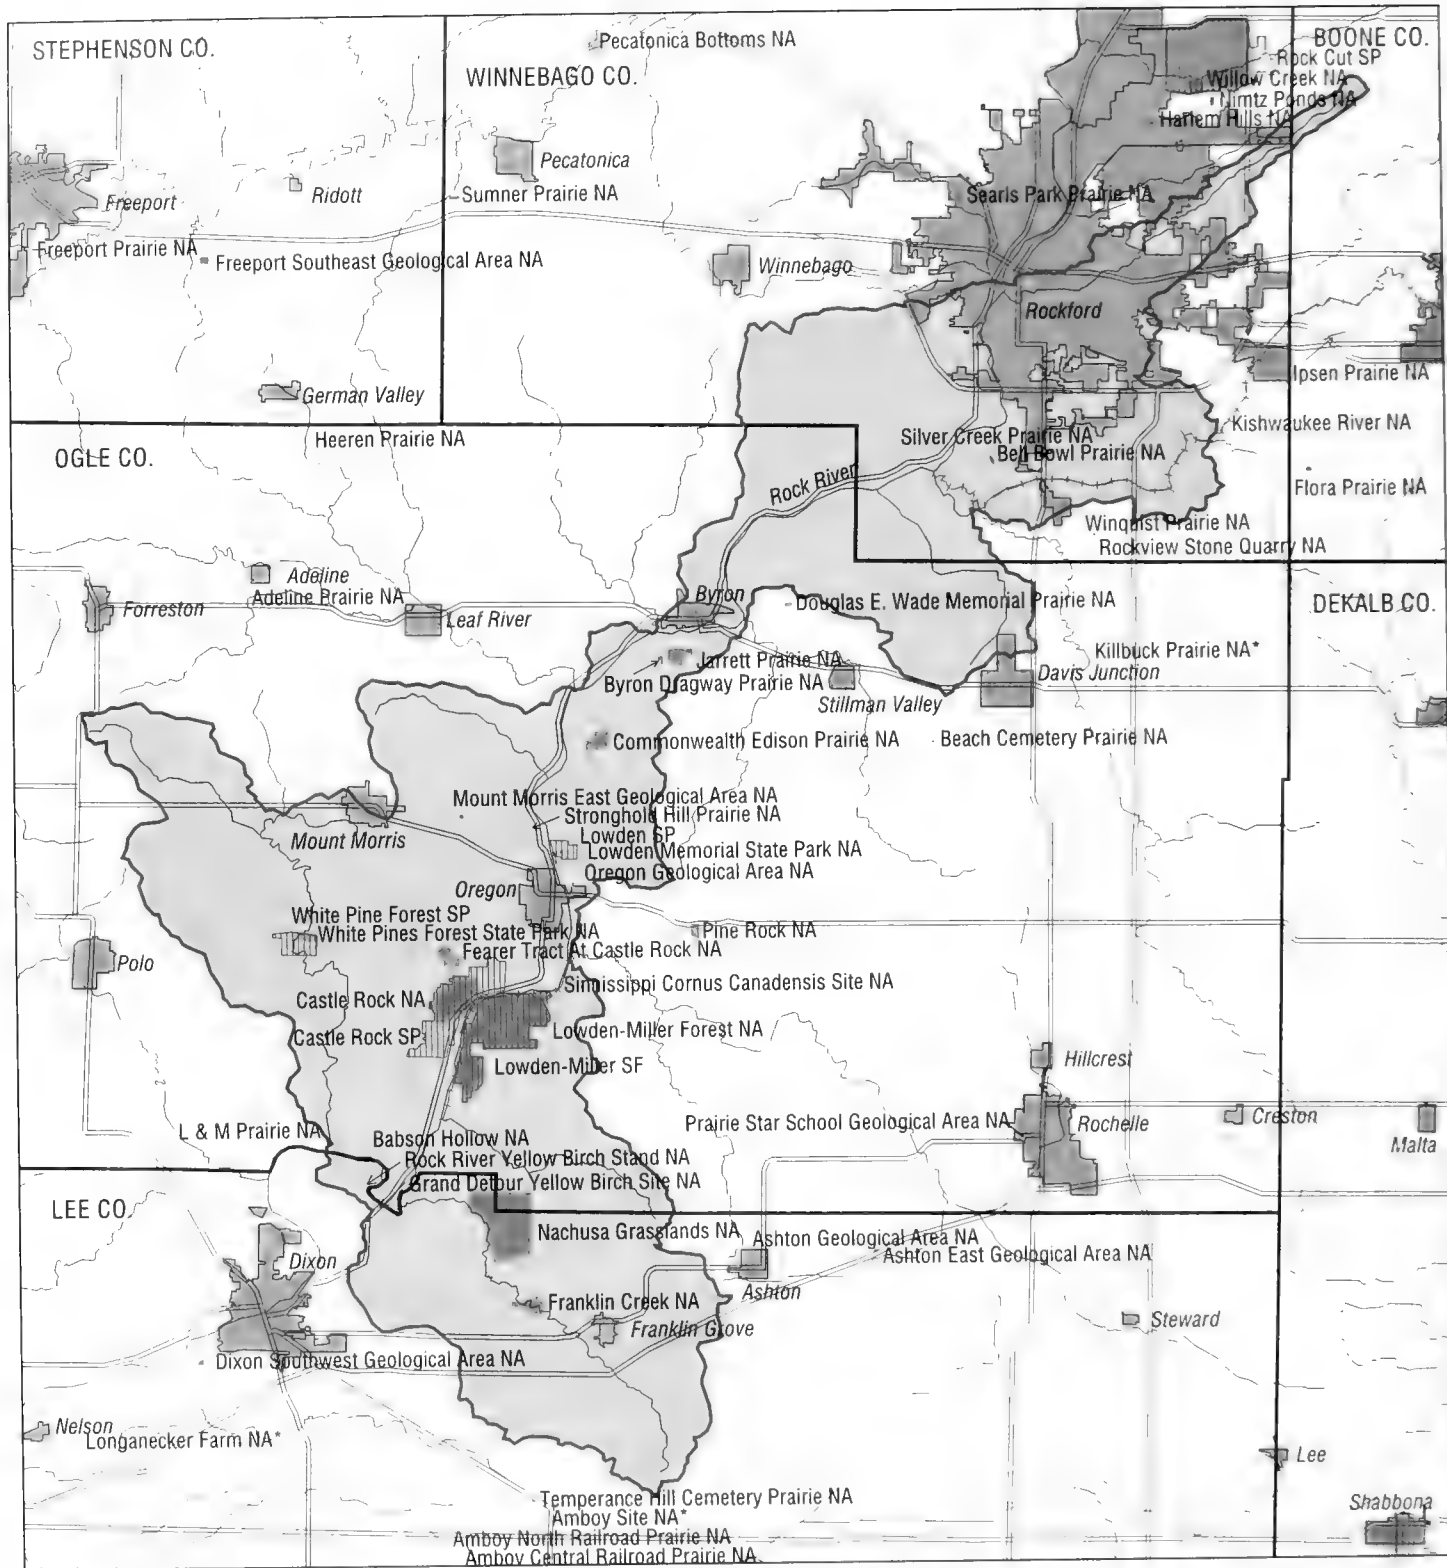 STEPHENSON CO.
WINNEBAGO CO.
Pecatonica Bottoms NA
BOONE CO.
Rock Cut SP
Willow Creek NA
Nimtz Ponds NA
Harlem Hills NA
Pecatonica
Ridott
Freeport
Sumner Prairie NA
Searls Park Prairie NA
Freeport Prairie NA
Freeport Southeast Geological Area NA
Winnebago
Rockford
Ipsen Prairie NA
German Valley
Kishwaukee River NA
Heeren Prairie NA
Silver Creek Prairie NA
Bell Bowl Prairie NA
OGLE CO.
Rock River
Flora Prairie NA
Winquist Prairie NA
Rockview Stone Quarry NA
Adeline
Adeline Prairie NA
Forreston
Leaf River
Byron
Douglas E. Wade Memorial Prairie NA
DEKALB CO.
Killbuck Prairie NA*
Jarrett Prairie NA
Davis Junction
Byron Dragway Prairie NA
Stillman Valley
Commonwealth Edison Prairie NA
Beach Cemetery Prairie NA
Mount Morris East Geological Area NA
Stronghold Hill Prairie NA
Mount Morris
Lowden SP
Lowden Memorial State Park NA
Oregon Geological Area NA
Oregon
White Pine Forest SP
White Pines Forest State Park NA
Pine Rock NA
Fearer Tract At Castle Rock NA
Polo
Sinnissippi Cornus Canadensis Site NA
Castle Rock NA
Lowden-Miller Forest NA
Castle Rock SP
Lowden-Miller SF
Hillcrest
Prairie Star School Geological Area NA
Rochelle
Creston
Malta
L & M Prairie NA
Babson Hollow NA
Rock River Yellow Birch Stand NA
Grand Detour Yellow Birch Site NA
LEE CO.
Nachusa Grasslands NA
Ashton Geological Area NA
Ashton East Geological Area NA
Dixon
Ashton
Franklin Creek NA
Franklin Grove
Steward
Dixon Southwest Geological Area NA
Nelson
Longanecker Farm NA*
Lee
Temperance Hill Cemetery Prairie NA
Amboy Site NA*
Amboy North Railroad Prairie NA
Amboy Central Railroad Prairie NA
Shabbona